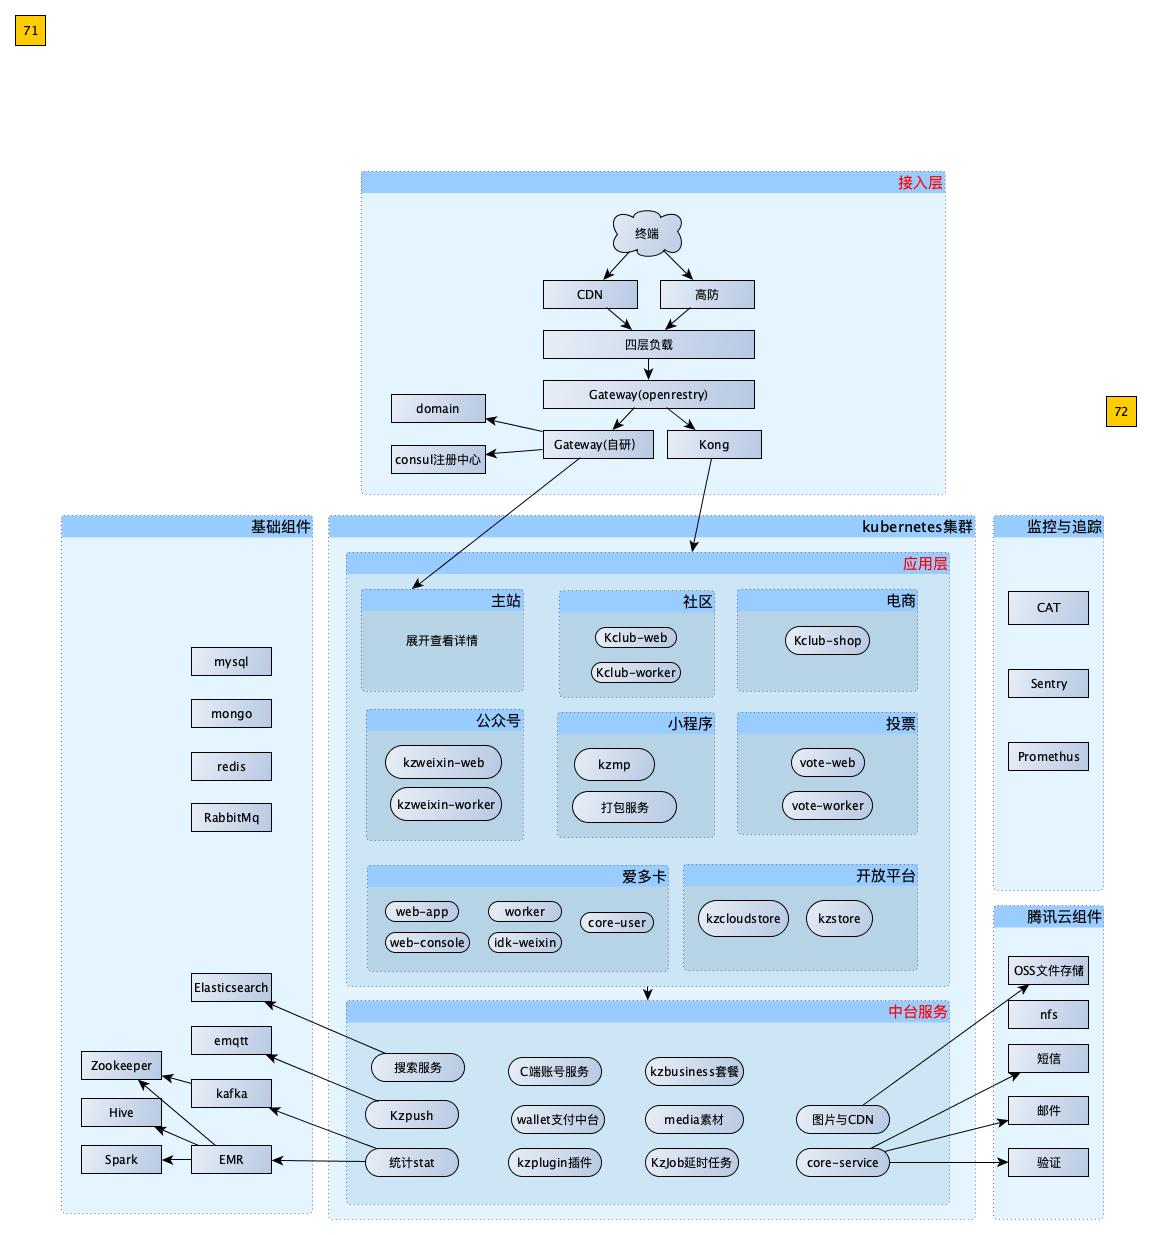 71
接入层
终端
CDN
高防
四层负载
Gateway(openrestry)
domain
Gateway(自研)
Kong
consul注册中心
72
基础组件
mysql
mongo
redis
RabbitMq
Elasticsearch
emqtt
Zookeeper
kafka
Hive
Spark
EMR
kubernetes集群
应用层
主站
展开查看详情
社区
Kclub-web
Kclub-worker
电商
Kclub-shop
公众号
kzweixin-web
kzweixin-worker
小程序
kzmp
打包服务
投票
vote-web
vote-worker
爱多卡
web-app
worker
core-user
web-console
idk-weixin
开放平台
kzcloudstore
kzstore
中台服务
搜索服务
C端账号服务
kzbusiness套餐
Kzpush
wallet支付中台
media素材
图片与CDN
统计stat
kzplugin插件
KzJob延时任务
core-service
监控与追踪
CAT
Sentry
Promethus
腾讯云组件
OSS文件存储
nfs
短信
邮件
验证